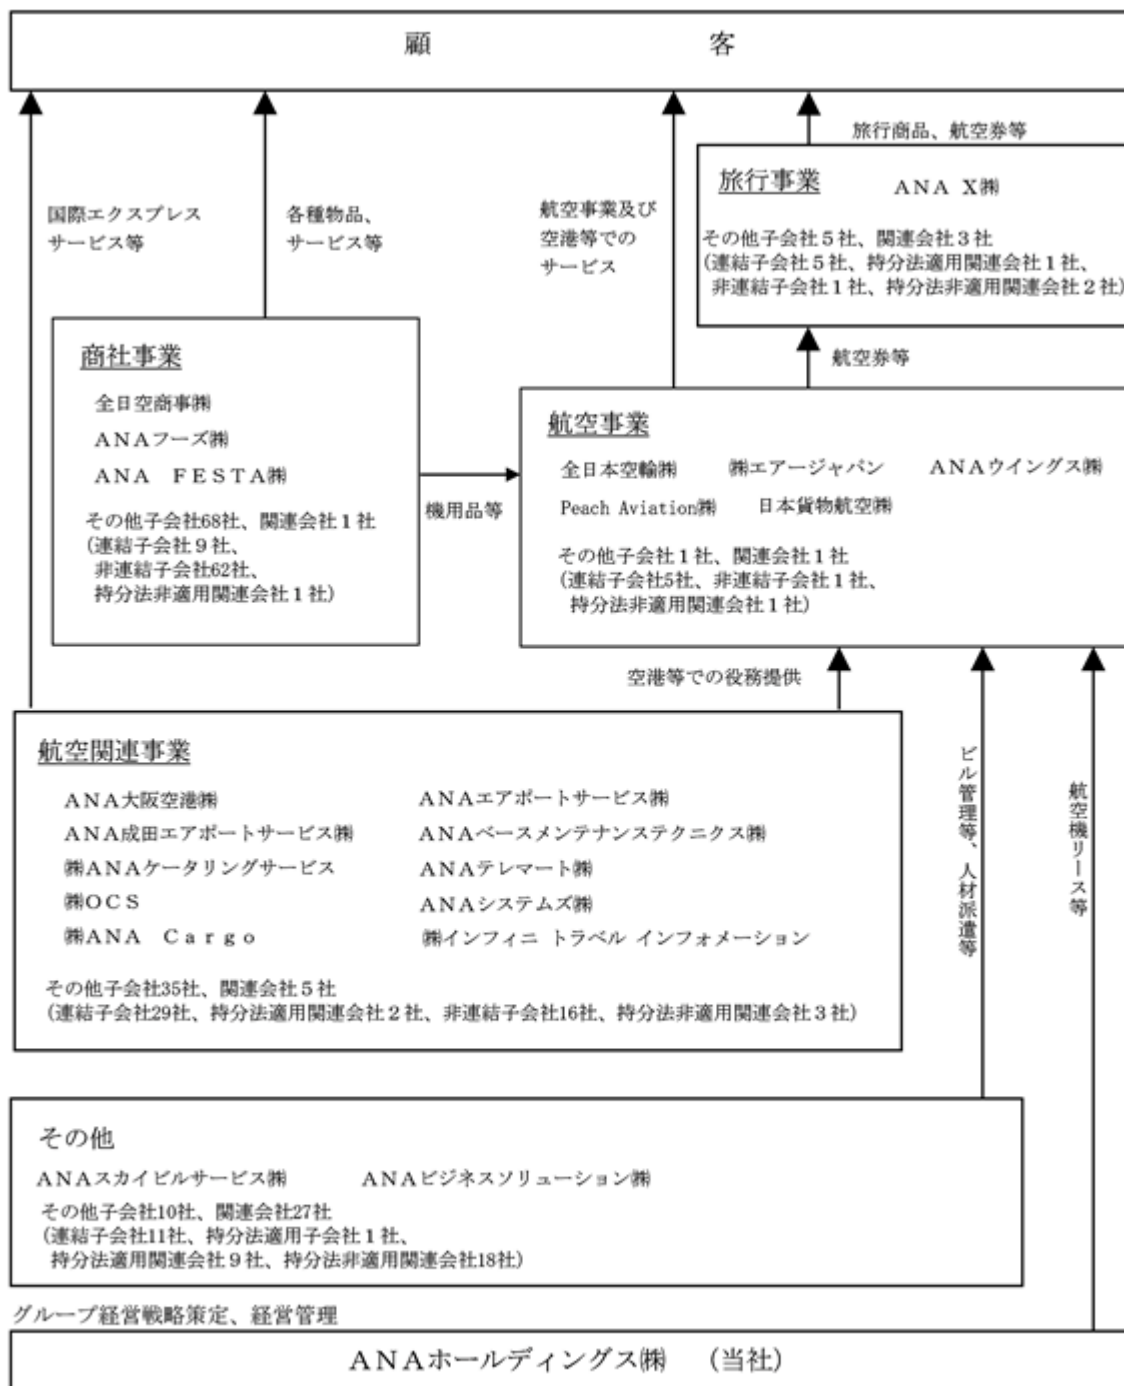 顧客
旅行商品、航空券等
旅行事業 ANA X㈱
その他子会社5社、関連会社3社
(連結子会社5社、持分法適用関連会社1社、
非連結子会社1社、持分法非適用関連会社2社)
国際エクスプレス
サービス等
各種物品、
サービス等
航空事業及び
空港等での
サービス
航空券等
商社事業
全日空商事㈱
ANAフーズ㈱
ANA FESTA㈱
その他子会社68社、関連会社1社
(連結子会社9社、
非連結子会社62社、
持分法非適用関連会社1社)
機用品等
航空事業
全日本空輸㈱ ㈱エアージャパン ANAウイングス㈱
Peach Aviation㈱ 日本貨物航空㈱
その他子会社1社、関連会社1社
(連結子会社5社、非連結子会社1社、
持分法非適用関連会社1社)
空港等での役務提供
ビル管理等、人材派遣等
航空機リース等
航空関連事業
ANA大阪空港㈱ ANAエアポートサービス㈱
ANA成田エアポートサービス㈱ ANAベースメンテナンステクニクス㈱
㈱ANAケータリングサービス ANAテレマート㈱
㈱OCS ANAシステムズ㈱
㈱ANA Cargo ㈱インフィニ トラベル インフォメーション
その他子会社35社、関連会社5社
(連結子会社29社、持分法適用関連会社2社、非連結子会社16社、持分法非適用関連会社3社)
その他
ANAスカイビルサービス㈱ ANAビジネスソリューション㈱
その他子会社10社、関連会社27社
(連結子会社11社、持分法適用子会社1社、
持分法適用関連会社9社、持分法非適用関連会社18社)
グループ経営戦略策定、経営管理
ANAホールディングス㈱ (当社)